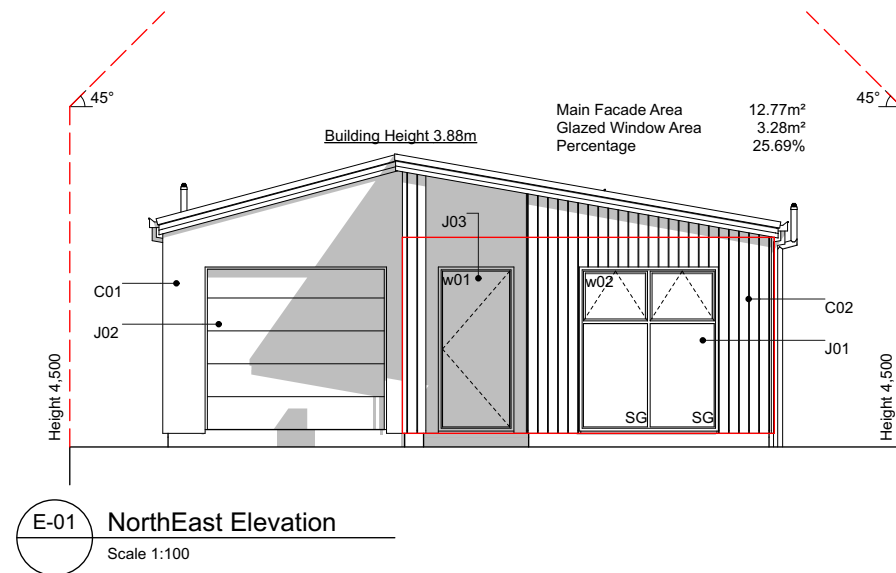 45°
45°
Main Facade Area 12.77m²
Glazed Window Area 3.28m²
Percentage 25.69%
Building Height 3.88m
J03
w01
w02
C01
C02
J02
J01
Height 4,500
Height 4,500
SG
SG
E-01
NorthEast Elevation
Scale 1:100